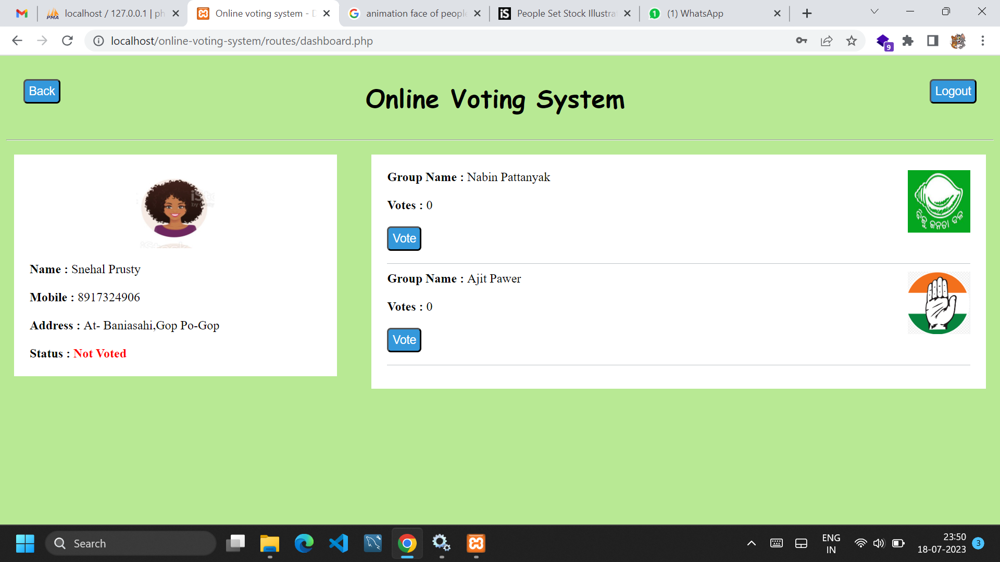 localhost / 127.0.0.1 | ph
Online voting system - D
animation face of people
People Set Stock Illustra
(1) WhatsApp
localhost/online-voting-system/routes/dashboard.php
9
Back
Online Voting System
Logout
Name : Snehal Prusty
Mobile : 8917324906
Address : At- Baniasahi,Gop Po-Gop
Status : Not Voted
Group Name : Nabin Pattanyak
Votes : 0
Vote
ବିଜୁ ଜନତା ଦଳ
Group Name : Ajit Pawer
Votes : 0
Vote
Search
ENG
IN
23:50
18-07-2023
3